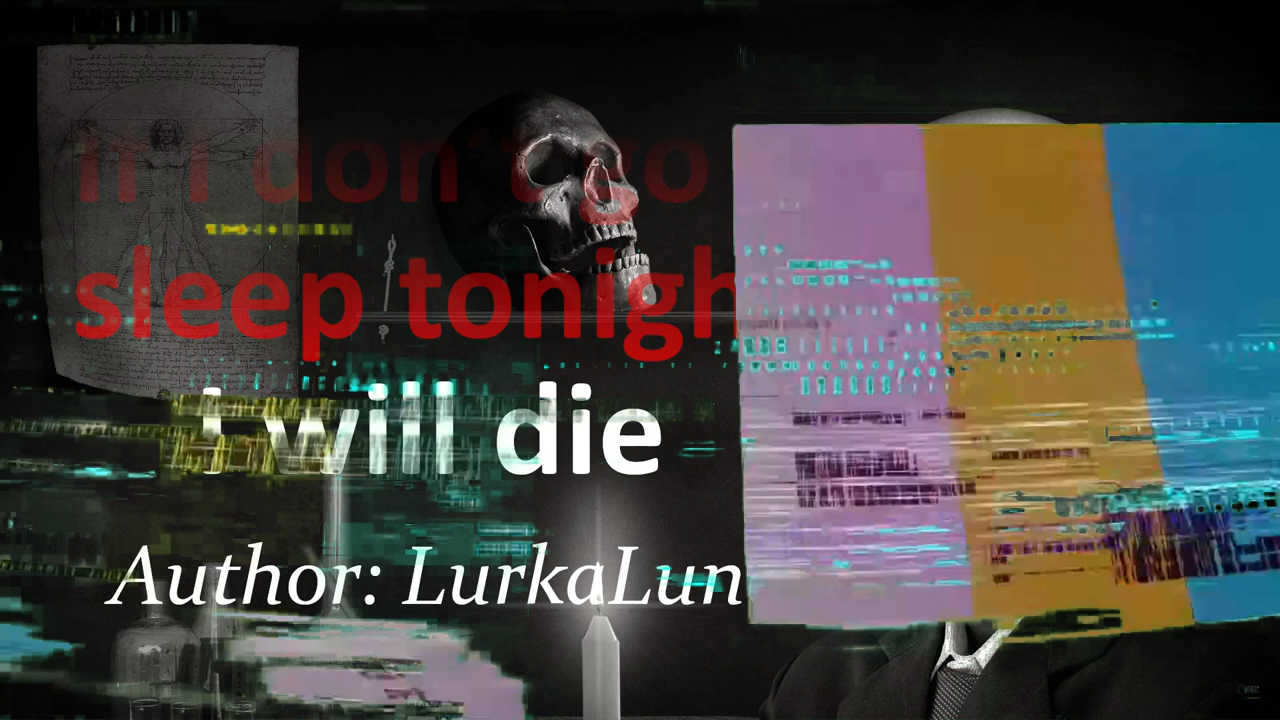 If I don't go
sleep tonigh
i will die
Author: LurkaLun